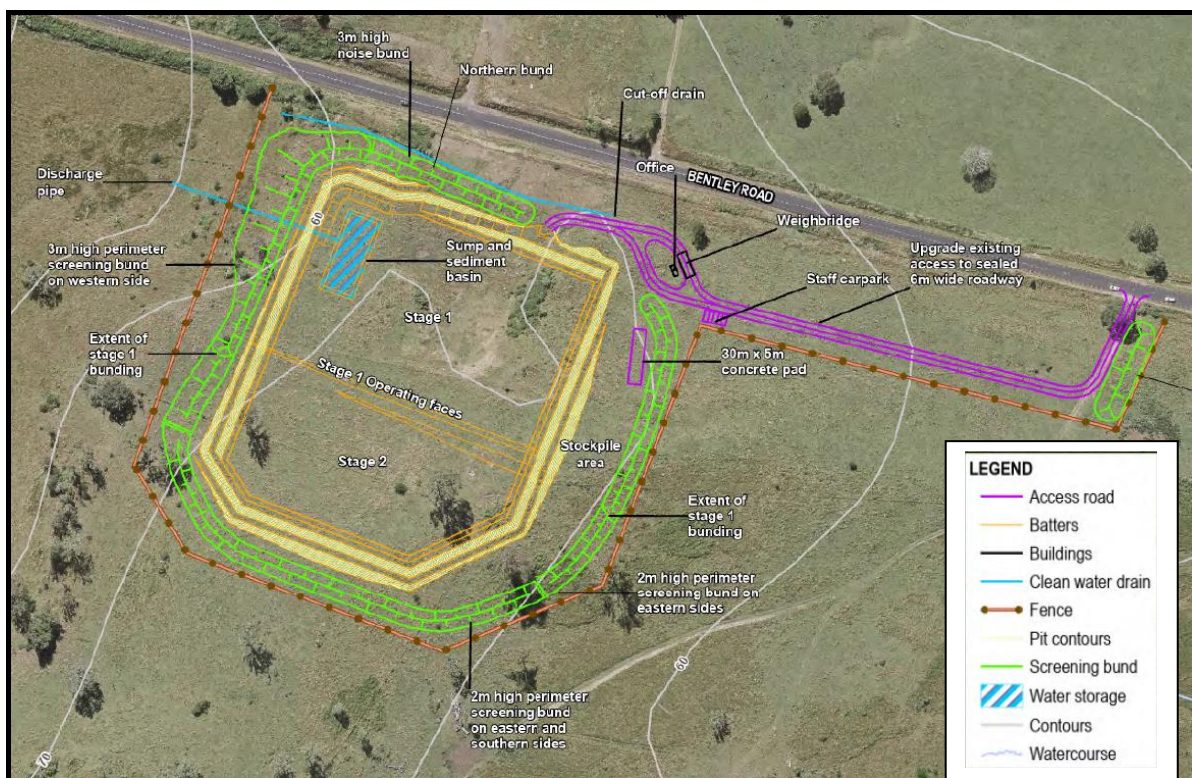 3m high
noise bund
Northern bund
Cut-off drain
Office
BENTLEY ROAD
Discharge
pipe
60
Weighbridge
3m high perimeter
screening bund
on western side
Sump and
sediment
basin
Upgrade existing
access to sealed
6m wide roadway
Staff carpark
Stage 1
Extent of
stage 1
bunding
30m x 5m
concrete pad
Stage 1 Operating faces
Stockpile
area
Stage 2
Extent of
stage 1
bunding
2m high perimeter
screening bund on
eastern sides
60
2m high perimeter
screening bund
on eastern and
southern sides
70
LEGEND
Access road
Batters
Buildings
Clean water drain
Fence
Pit contours
Screening bund
Water storage
Contours
Watercourse